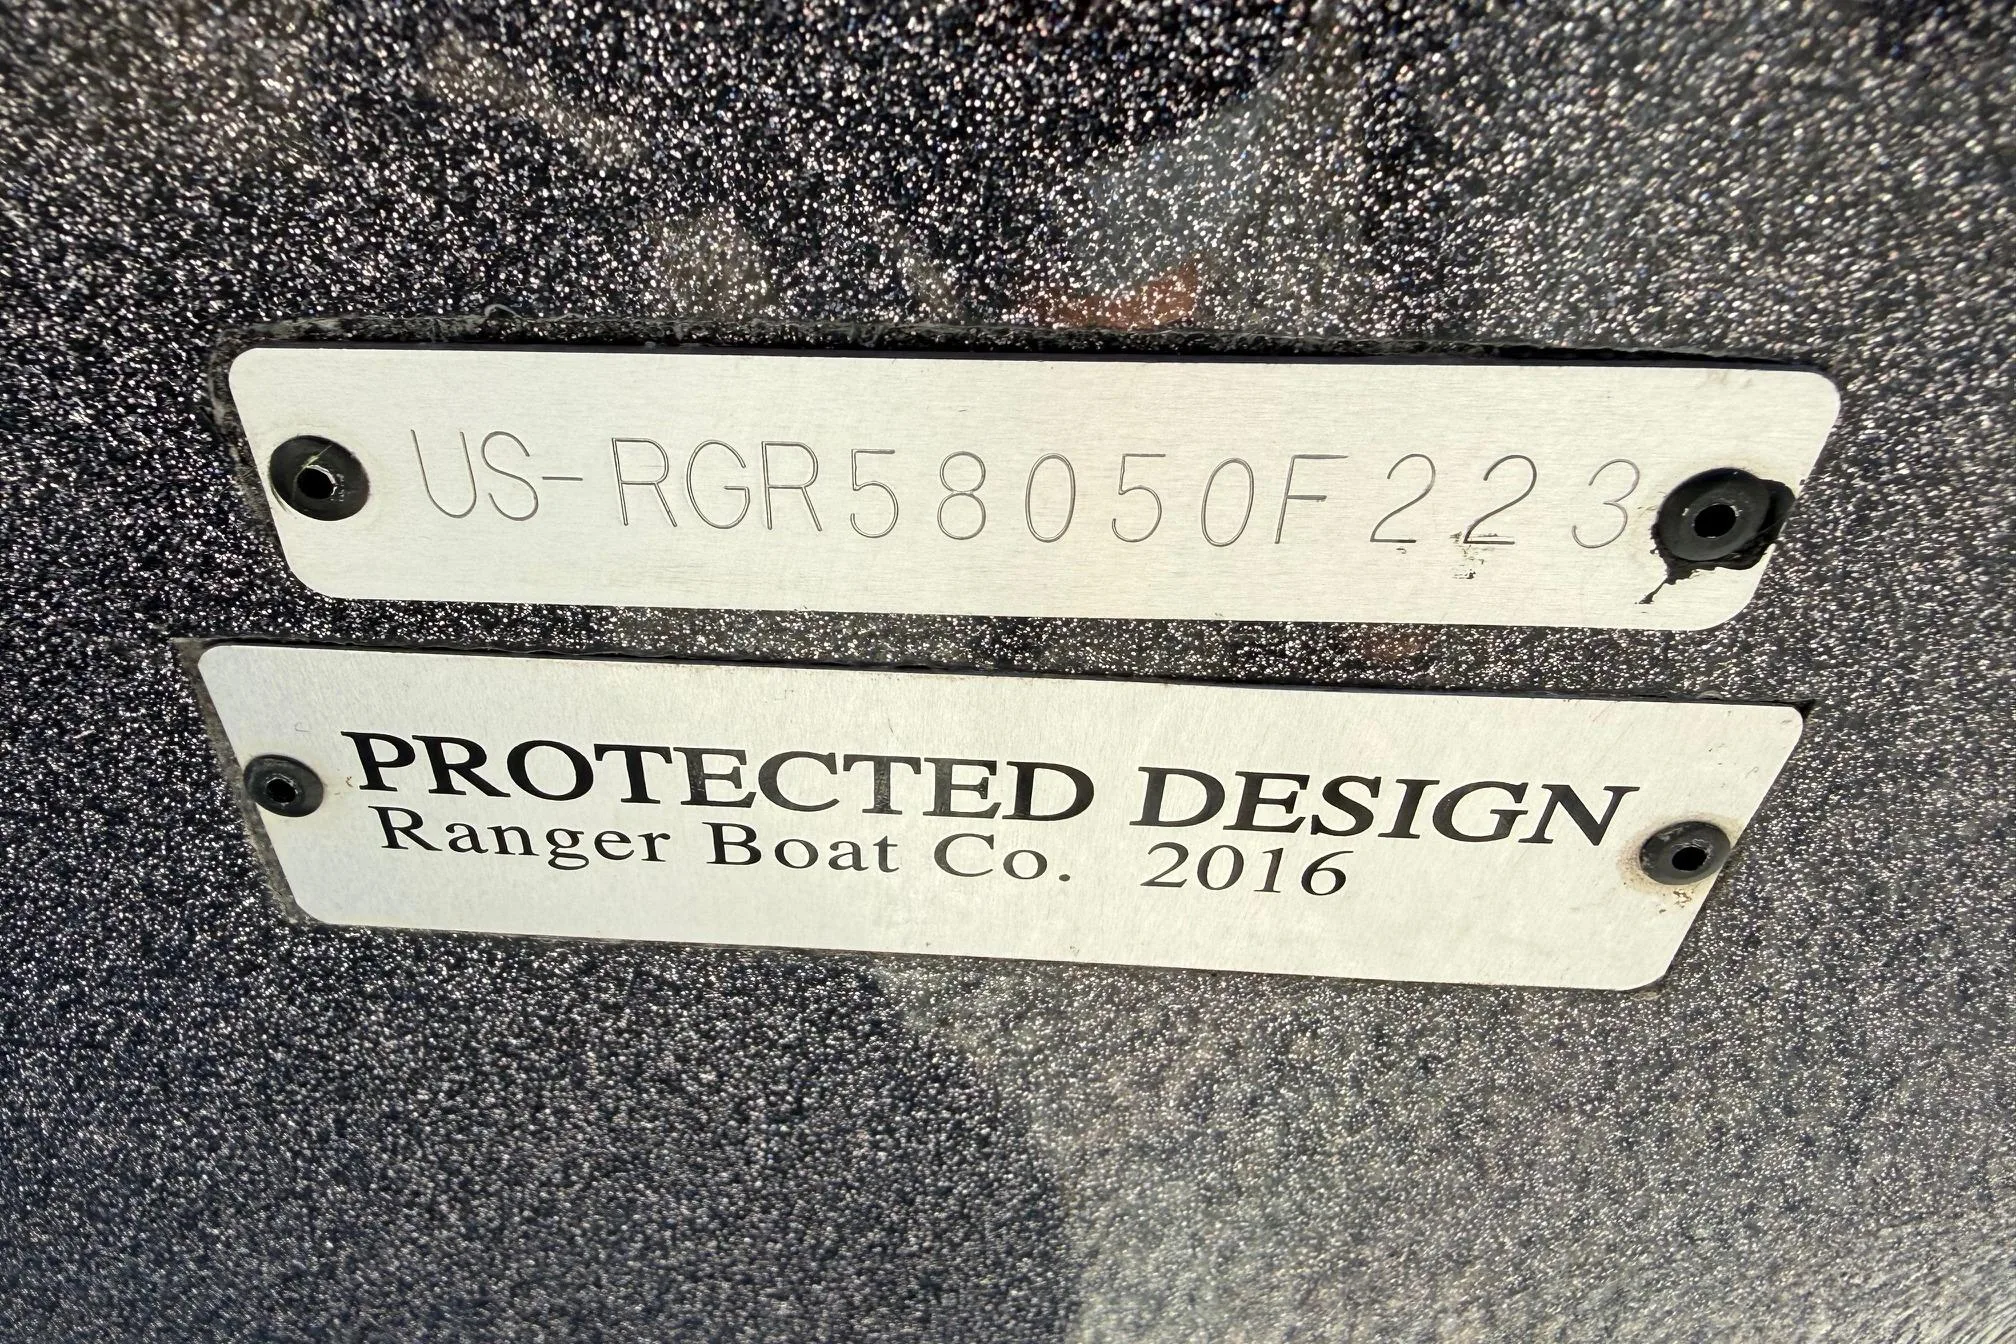 US-RGR58050F223
PROTECTED DESIGN
Ranger Boat Co. 2016